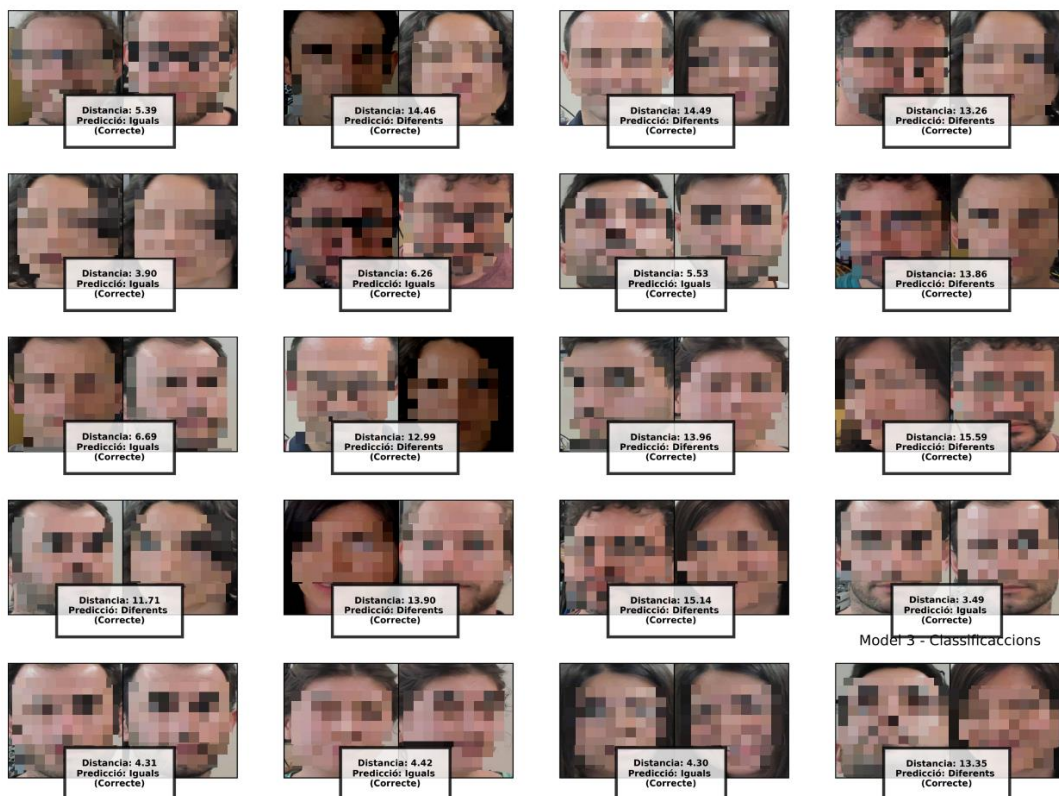 Distancia: 5.39
Predicció: Iguals
(Correcte)
Distancia: 14.46
Predicció: Diferents
(Correcte)
Distancia: 14.49
Predicció: Diferents
(Correcte)
Distancia: 13.26
Predicció: Diferents
(Correcte)
Distancia: 3.90
Predicció: Iguals
(Correcte)
Distancia: 6.26
Predicció: Iguals
(Correcte)
Distancia: 5.53
Predicció: Iguals
(Correcte)
Distancia: 13.86
Predicció: Diferents
(Correcte)
Distancia: 6.69
Predicció: Iguals
(Correcte)
Distancia: 12.99
Predicció: Diferents
(Correcte)
Distancia: 13.96
Predicció: Diferents
(Correcte)
Distancia: 15.59
Predicció: Diferents
(Correcte)
Distancia: 11.71
Predicció: Diferents
(Correcte)
Distancia: 13.90
Predicció: Diferents
(Correcte)
Distancia: 15.14
Predicció: Diferents
(Correcte)
Distancia: 3.49
Predicció: Iguals
(Correcte)
Model 3 - Classificaccions
Distancia: 4.31
Predicció: Iguals
(Correcte)
Distancia: 4.42
Predicció: Iguals
(Correcte)
Distancia: 4.30
Predicció: Iguals
(Correcte)
Distancia: 13.35
Predicció: Diferents
(Correcte)